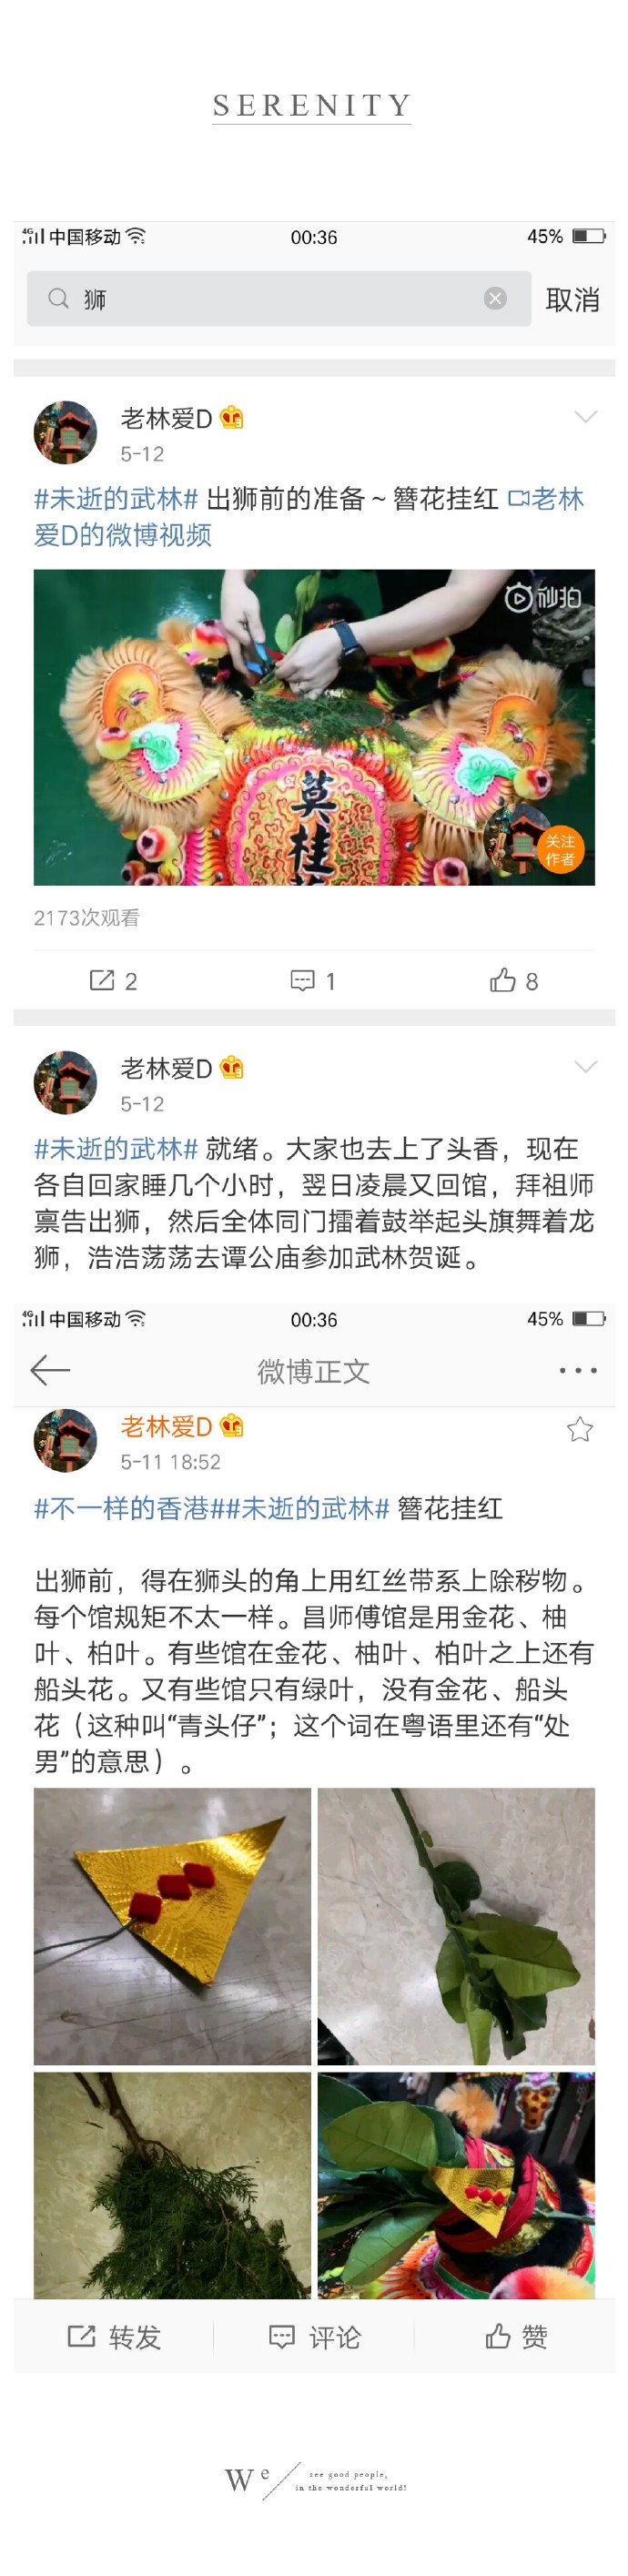 SERENITY
4G 中国移动 00:36 45%
狮 取消
老林爱D
5-12
#未逝的武林# 出狮前的准备~簪花挂红 老林
爱D的微博视频
秒拍
莫
桂
关注
作者
2173次观看
2 1 8
老林爱D
5-12
#未逝的武林# 就绪。大家也去上了头香，现在
各自回家睡几个小时，翌日凌晨又回馆，拜祖师
禀告出狮，然后全体同门擂着鼓举起头旗舞着龙
狮，浩浩荡荡去谭公庙参加武林贺诞。
4G 中国移动 00:36 45%
微博正文
老林爱D
5-11 18:52
#不一样的香港##未逝的武林# 簪花挂红
出狮前，得在狮头的角上用红丝带系上除秽物。
每个馆规矩不太一样。昌师傅馆是用金花、柚
叶、柏叶。有些馆在金花、柚叶、柏叶之上还有
船头花。又有些馆只有绿叶，没有金花、船头
花（这种叫“青头仔”；这个词在粤语里还有“处
男”的意思）。
转发 评论 赞
We see good people,
in the wonderful world!